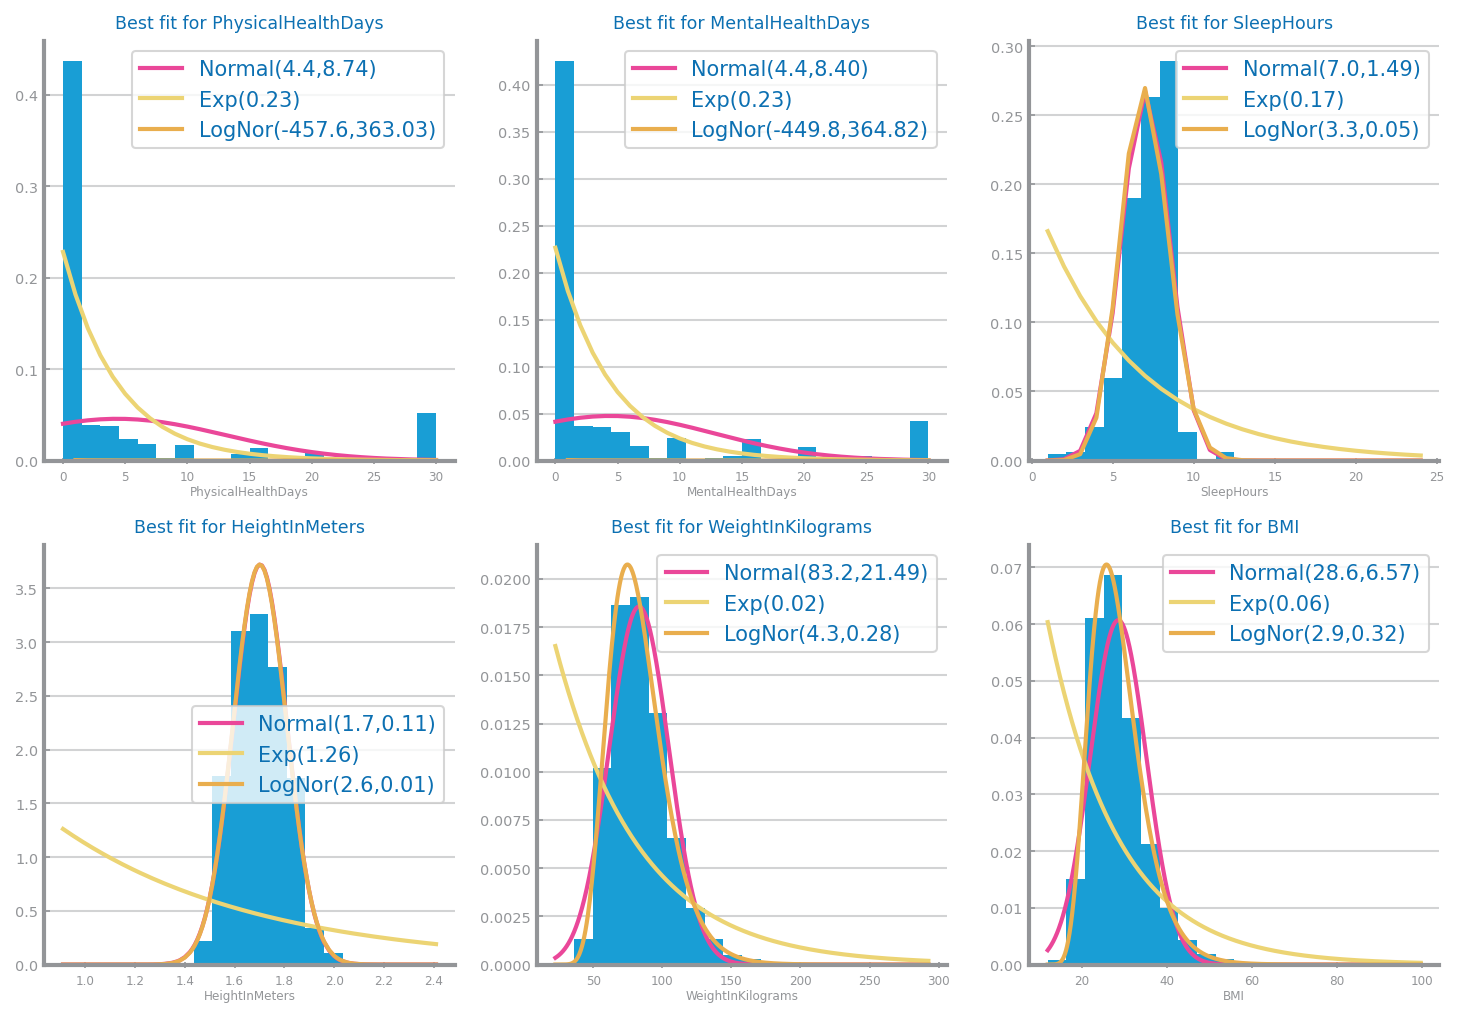 Best fit for PhysicalHealthDays
Normal(4.4,8.74)
Exp(0.23)
LogNor(-457.6,363.03)
0.4
0.3
0.2
0.1
0.0
0 5 10 15 20 25 30
PhysicalHealthDays
Best fit for MentalHealthDays
Normal(4.4,8.40)
Exp(0.23)
LogNor(-449.8,364.82)
0.40
0.35
0.30
0.25
0.20
0.15
0.10
0.05
0.00
0 5 10 15 20 25 30
MentalHealthDays
Best fit for SleepHours
Normal(7.0,1.49)
Exp(0.17)
LogNor(3.3,0.05)
0.30
0.25
0.20
0.15
0.10
0.05
0.00
0 5 10 15 20 25
SleepHours
Best fit for HeightInMeters
Normal(1.7,0.11)
Exp(1.26)
LogNor(2.6,0.01)
3.5
3.0
2.5
2.0
1.5
1.0
0.5
0.0
1.0 1.2 1.4 1.6 1.8 2.0 2.2 2.4
HeightInMeters
Best fit for WeightInKilograms
Normal(83.2,21.49)
Exp(0.02)
LogNor(4.3,0.28)
0.0200
0.0175
0.0150
0.0125
0.0100
0.0075
0.0050
0.0025
0.0000
50 100 150 200 250 300
WeightInKilograms
Best fit for BMI
Normal(28.6,6.57)
Exp(0.06)
LogNor(2.9,0.32)
0.07
0.06
0.05
0.04
0.03
0.02
0.01
0.00
20 40 60 80 100
BMI